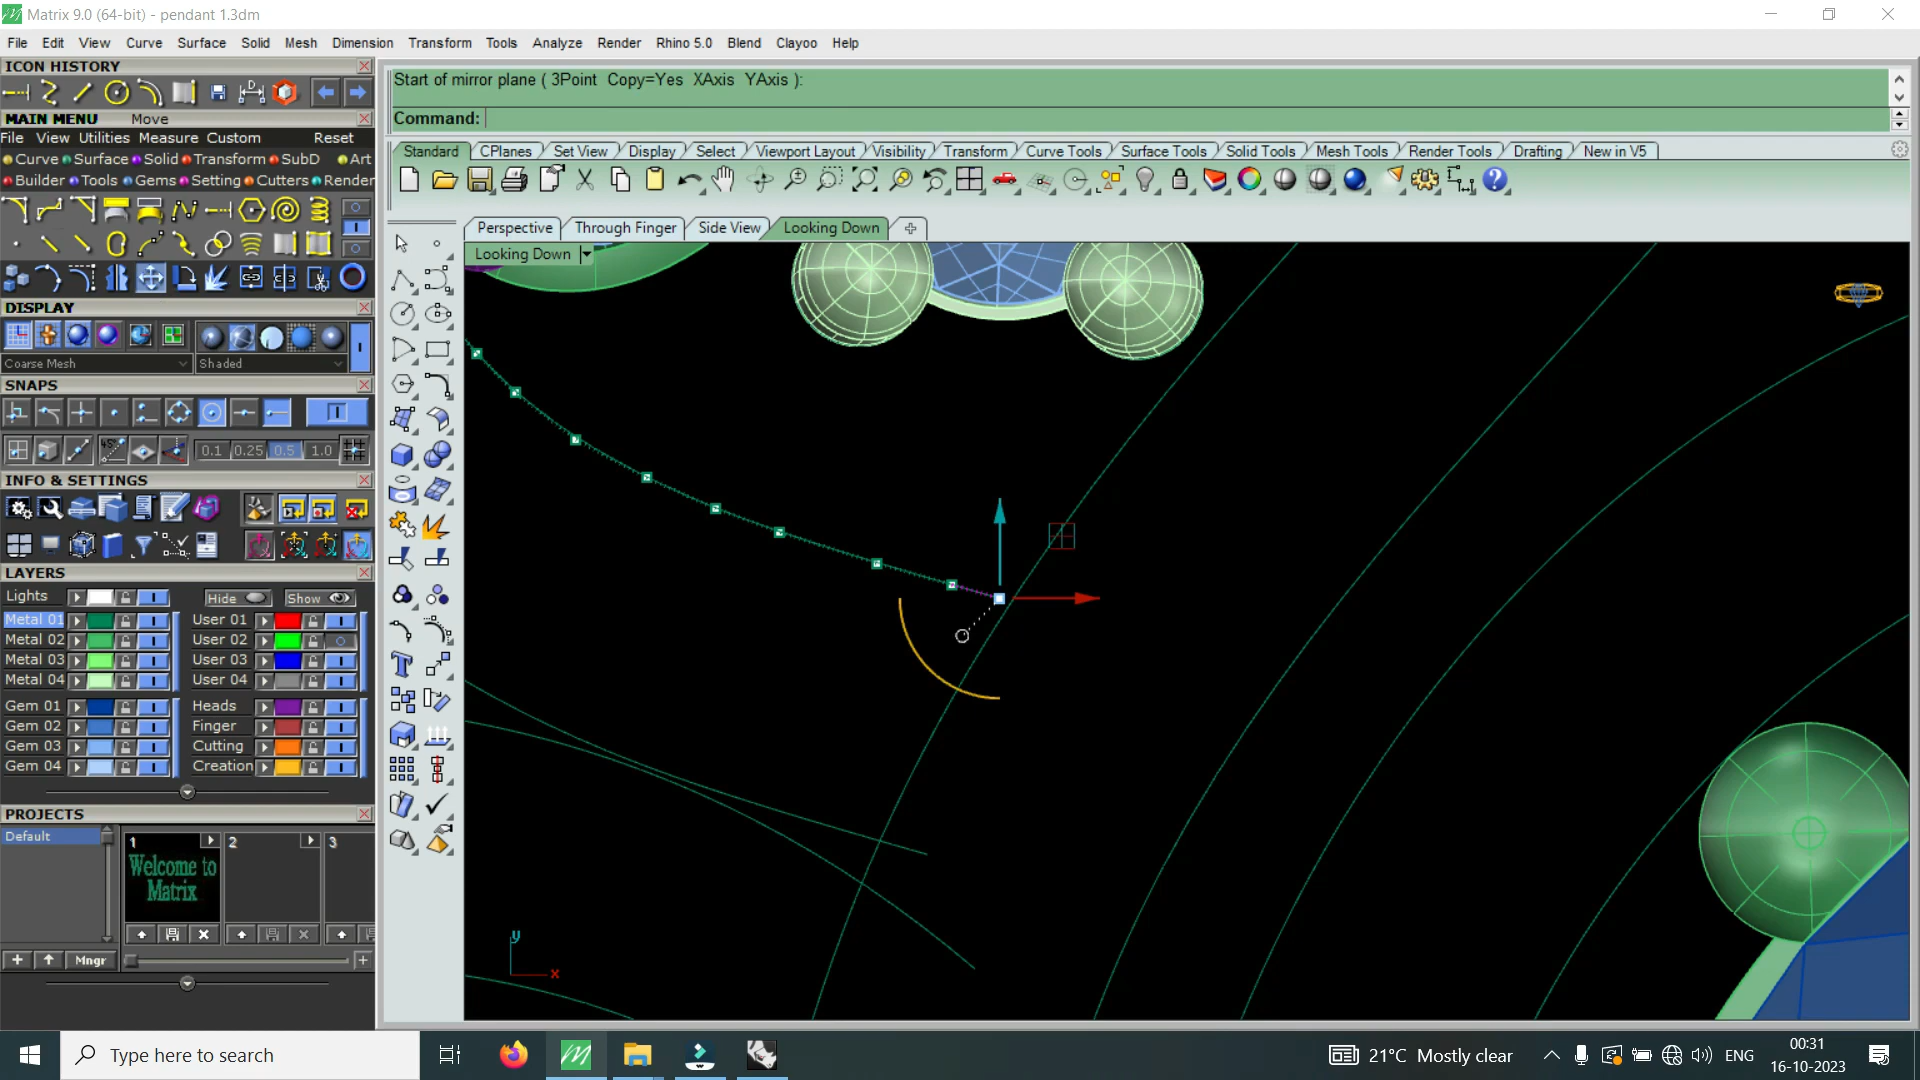 Matrix 9.0 (64-bit) - pendant 1.3dm
File Edit View Curve Surface Solid Mesh Dimension Transform Tools Analyze Render Rhino 5.0 Blend Clayoo Help
ICON HISTORY
Start of mirror plane ( 3Point Copy=Yes XAxis YAxis ):
Command:
MAIN MENU Move
File View Utilities Measure Custom Reset
Curve Surface Solid Transform SubD Art
Builder Tools Gems Setting Cutters Render
Standard CPlanes Set View Display Select Viewport Layout Visibility Transform Curve Tools Surface Tools Solid Tools Mesh Tools Render Tools Drafting New in V5
Perspective Through Finger Side View Looking Down
Looking Down
DISPLAY
Coarse Mesh Shaded
SNAPS
0.1 0.25 0.5 1.0
INFO & SETTINGS
LAYERS
Lights Hide Show
Metal 01 User 01
Metal 02 User 02
Metal 03 User 03
Metal 04 User 04
Gem 01 Heads
Gem 02 Finger
Gem 03 Cutting
Gem 04 Creation
PROJECTS
Default
1 2 3
Welcome to
Matrix
Mngr
y
x
Type here to search
21°C Mostly clear
ENG
00:31
16-10-2023